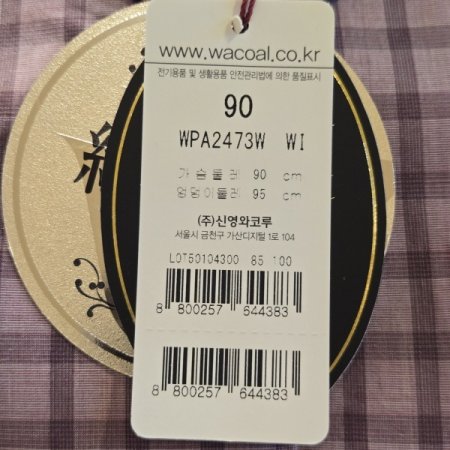 www.wacoal.co.kr
전기용품 및 생활용품 안전관리법에 의한 품질표시
90
WPA2473W WI
가슴둘레 90 cm
엉덩이둘레 95 cm
(주)신영와코루
서울시 금천구 가산디지털 1로 104
LOT60104300 85 100
8 800257 644383
8 800257 644383